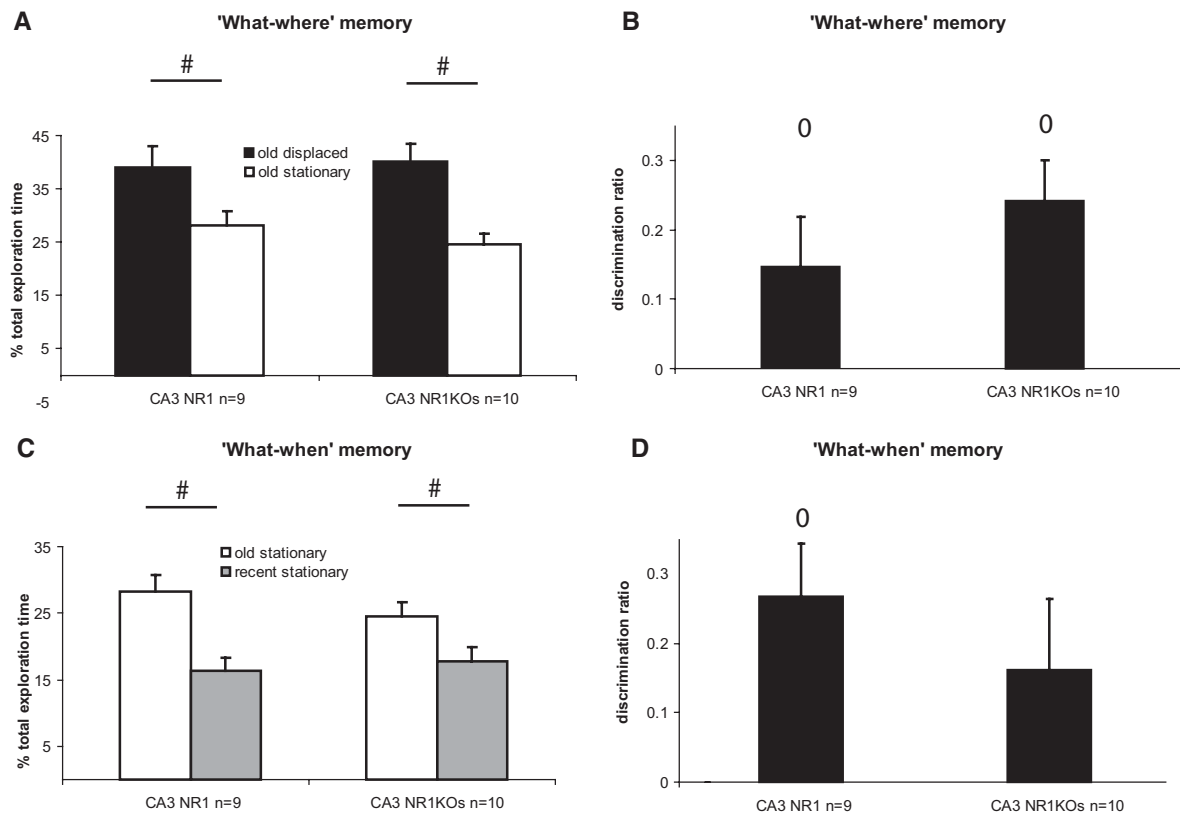 A
'What-where' memory
#
#
45
35
25
15
5
-5
% total exploration time
old displaced
old stationary
CA3 NR1 n=9
CA3 NR1KOs n=10
B
'What-where' memory
0
0
0.3
0.2
0.1
0
discrimination ratio
CA3 NR1 n=9
CA3 NR1KOs n=10
C
'What-when' memory
#
#
35
25
15
5
% total exploration time
old stationary
recent stationary
CA3 NR1 n=9
CA3 NR1KOs n=10
D
'What-when' memory
0
0.3
0.2
0.1
0
discrimination ratio
CA3 NR1 n=9
CA3 NR1KOs n=10